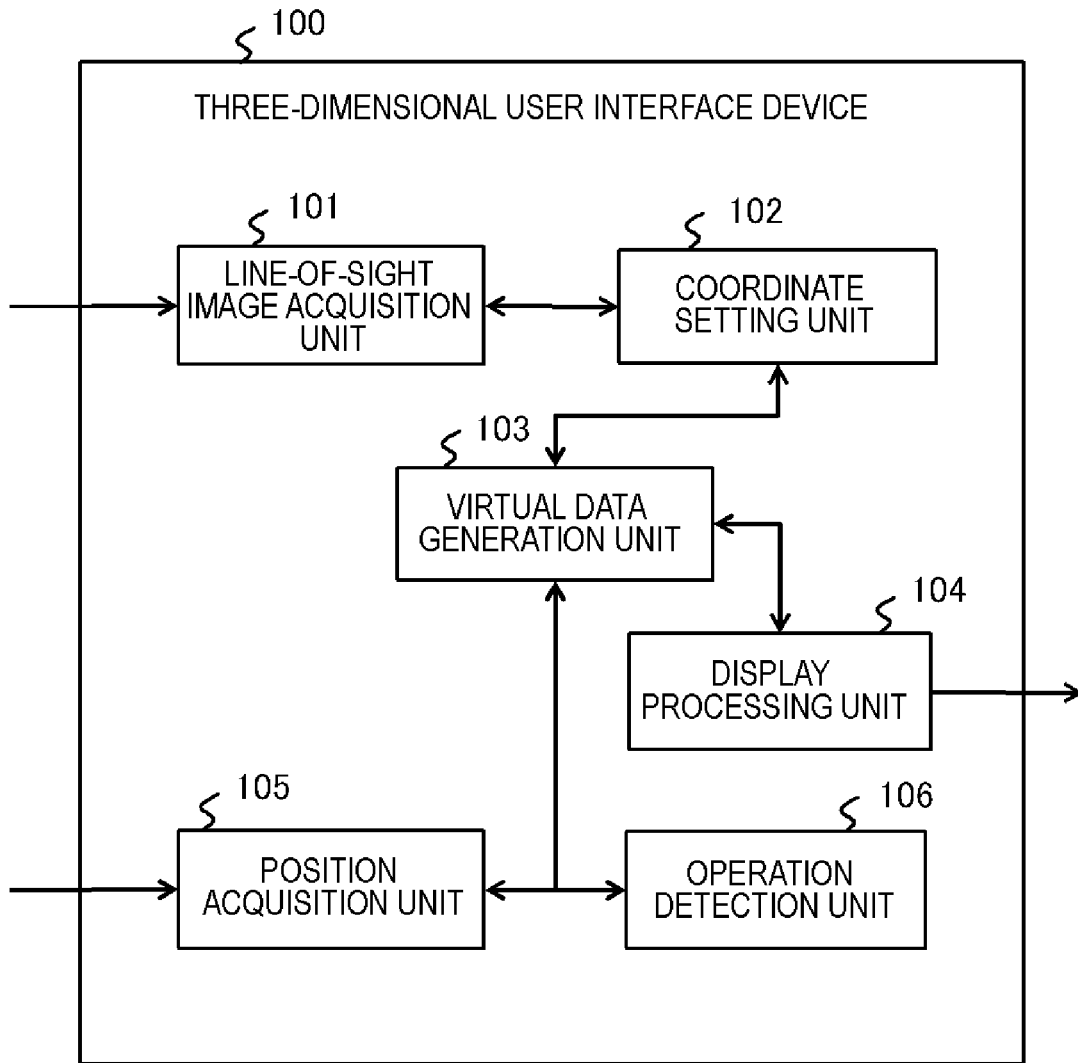 100
THREE-DIMENSIONAL USER INTERFACE DEVICE
101
LINE-OF-SIGHT
IMAGE ACQUISITION
UNIT
102
COORDINATE
SETTING UNIT
103
VIRTUAL DATA
GENERATION UNIT
104
DISPLAY
PROCESSING UNIT
105
POSITION
ACQUISITION UNIT
106
OPERATION
DETECTION UNIT